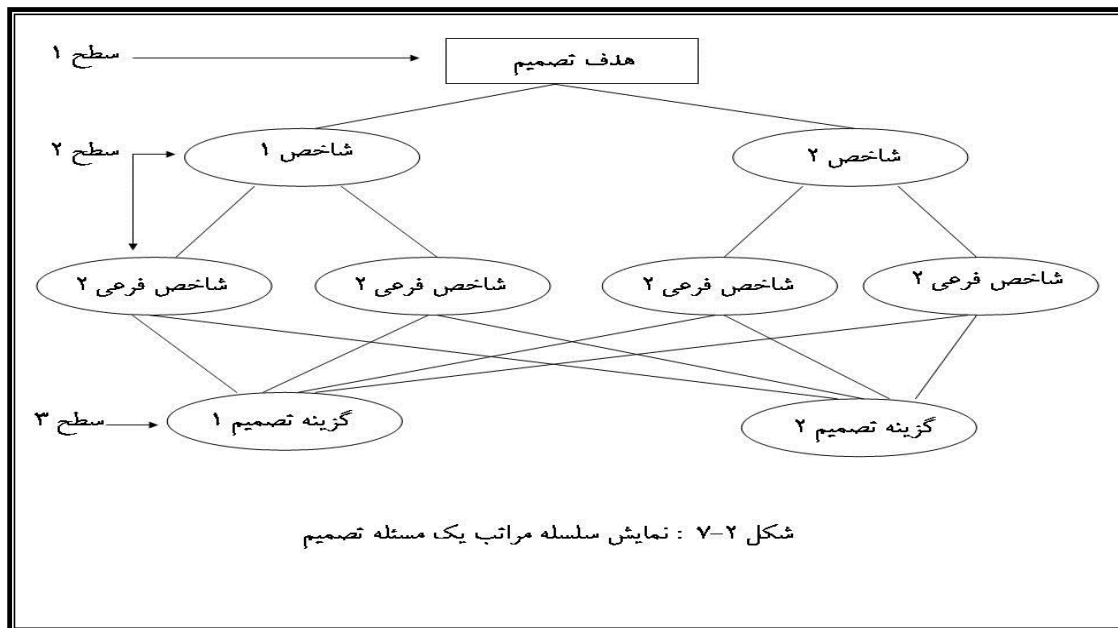 سطح ۱
هدف تصمیم
سطح ۲
شاخص ۱
شاخص ۲
شاخص فرعی ۲
شاخص فرعی ۲
شاخص فرعی ۲
شاخص فرعی ۲
سطح ۳
گزینه تصمیم ۱
گزینه تصمیم ۲
شکل ۲-۷ : نمایش سلسله مراتب یک مسئله تصمیم